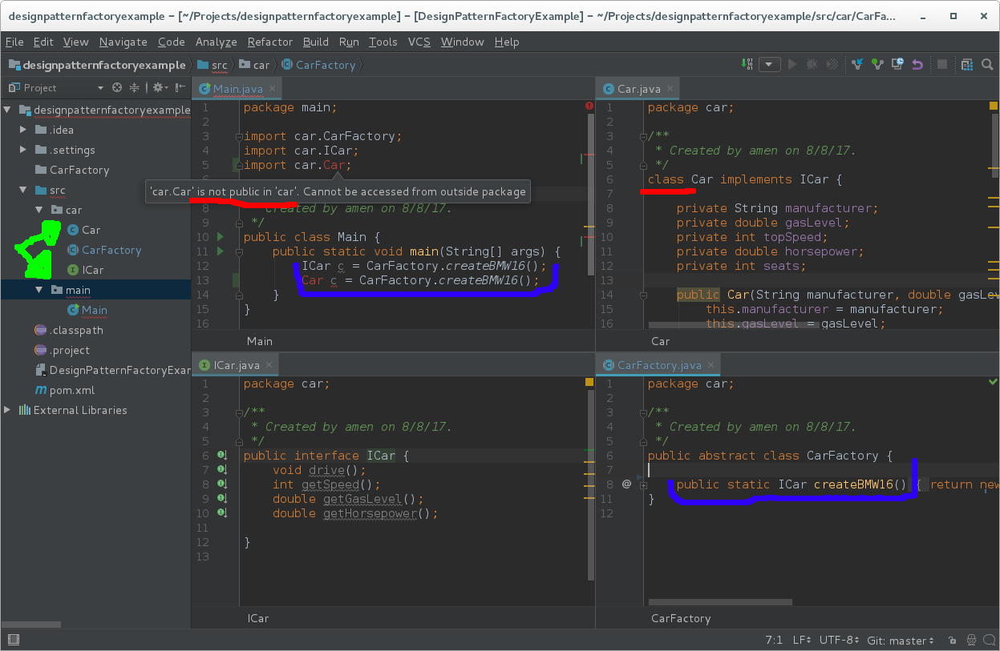 designpatternfactoryexample – [~/Projects/designpatternfactoryexample] – [DesignPatternFactoryExample] – ~/Projects/designpatternfactoryexample/src/car/CarFa...
File Edit View Navigate Code Analyze Refactor Build Run Tools VCS Window Help
designpatternfactoryexample src car CarFactory
Project
designpatternfactoryexample
.idea
.settings
CarFactory
src
car
Car
CarFactory
ICar
main
Main
.classpath
.project
DesignPatternFactoryExar
pom.xml
External Libraries
Main.java
1 package main;
2
3 import car.CarFactory;
4 import car.ICar;
5 import car.Car;
6
'car.Car' is not public in 'car'. Cannot be accessed from outside package
8 Created by amen on 8/8/17.
9 */
10 public class Main {
11 public static void main(String[] args) {
12 ICar c = CarFactory.createBMW16();
13 Car c = CarFactory.createBMW16();
14 }
15 }
16
Main
Car.java
1 package car;
2
3 /**
4 * Created by amen on 8/8/17.
5 */
6 class Car implements ICar {
7
8 private String manufacturer;
9 private double gasLevel;
10 private int topSpeed;
11 private double horsepower;
12 private int seats;
13
14 public Car(String manufacturer, double gasLev
15 this.manufacturer = manufacturer;
16 this.gasLevel = gasLevel;
Car
ICar.java
1 package car;
2
3 /**
4 * Created by amen on 8/8/17.
5 */
6 public interface ICar {
7 void drive();
8 int getSpeed();
9 double getGasLevel();
10 double getHorsepower();
11
12 }
13
ICar
CarFactory.java
1 package car;
2
3 /**
4 * Created by amen on 8/8/17.
5 */
6 public abstract class CarFactory {
7
8 @ public static ICar createBMW16() { return new
11 }
12
CarFactory
7:1 LF UTF-8 Git: master